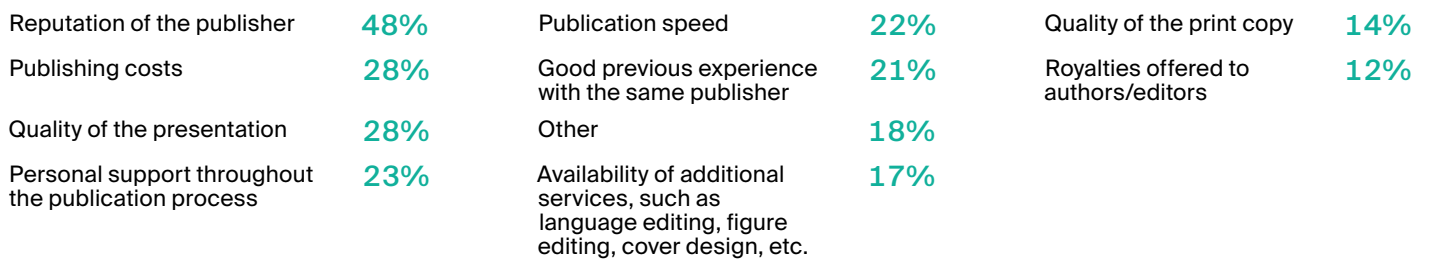 Reputation of the publisher 48%
Publishing costs 28%
Quality of the presentation 28%
Personal support throughout 23%
the publication process
Publication speed 22%
Good previous experience 21%
with the same publisher
Other 18%
Availability of additional 17%
services, such as
language editing, figure
editing, cover design, etc.
Quality of the print copy 14%
Royalties offered to 12%
authors/editors